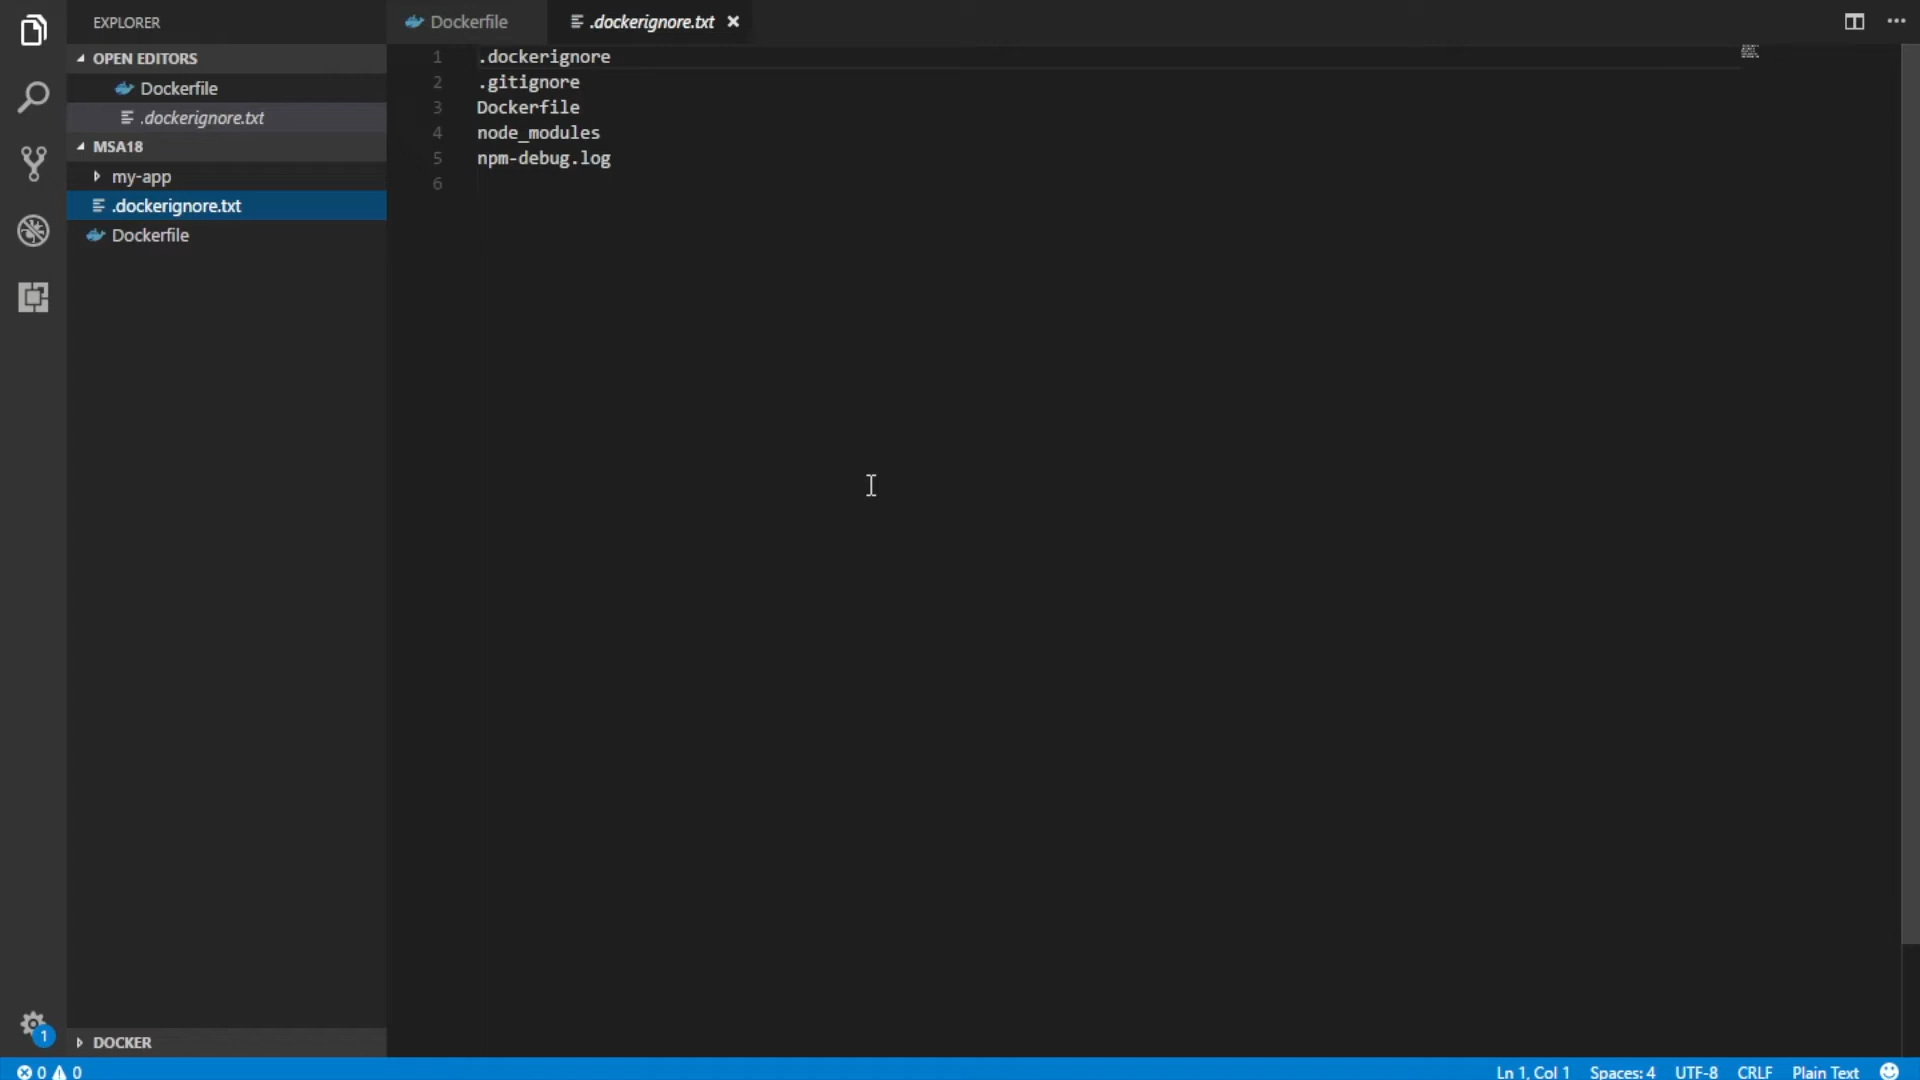 EXPLORER
OPEN EDITORS
Dockerfile
.dockerignore.txt
MSA18
my-app
.dockerignore.txt
Dockerfile
DOCKER
Dockerfile
.dockerignore.txt
1 .dockerignore
2 .gitignore
3 Dockerfile
4 node_modules
5 npm-debug.log
6
1
0 0
Ln 1, Col 1 Spaces: 4 UTF-8 CRLF Plain Text